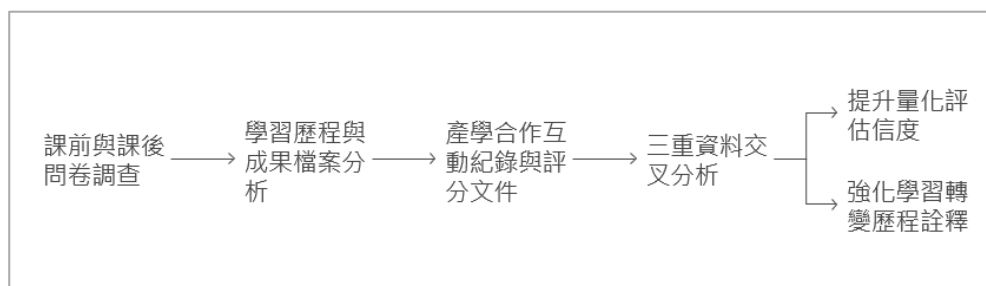 課前與課後
問卷調查
學習歷程與
成果檔案分
析
產學合作互
動紀錄與評
分文件
三重資料交
叉分析
提升量化評
估信度
強化學習轉
變歷程詮釋